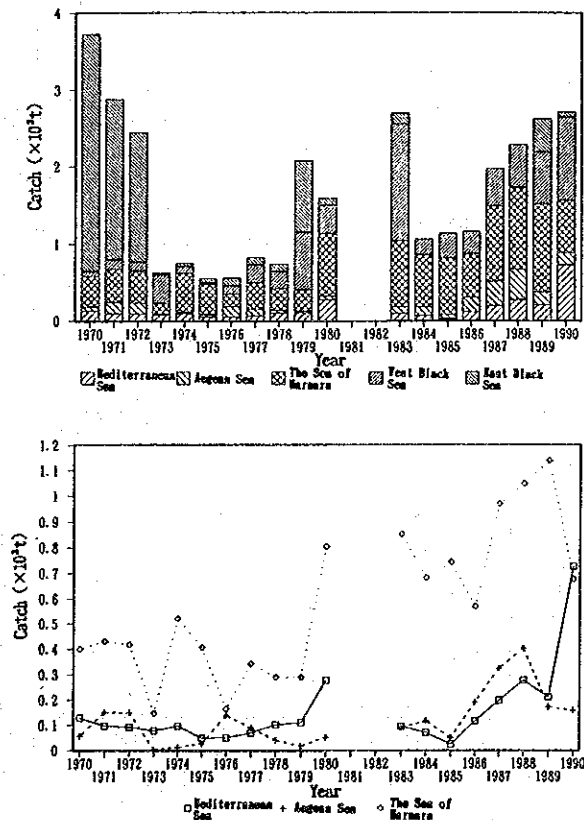 4
3
2
1
0
Catch (×10³t)
1970 1972 1974 1976 1978 1980 1982 1984 1986 1988 1990
1971 1973 1975 1977 1979 1981 1983 1985 1987 1989
Year
Mediterranean Sea
Aegean Sea
The Sea of Marmara
West Black Sea
East Black Sea
1.2
1.1
1
0.9
0.8
0.7
0.6
0.5
0.4
0.3
0.2
0.1
0
Catch (×10³t)
1970 1972 1974 1976 1978 1980 1982 1984 1986 1988 1990
1971 1973 1975 1977 1979 1981 1983 1985 1987 1989
Year
Mediterranean Sea
Aegean Sea
The Sea of Marmara